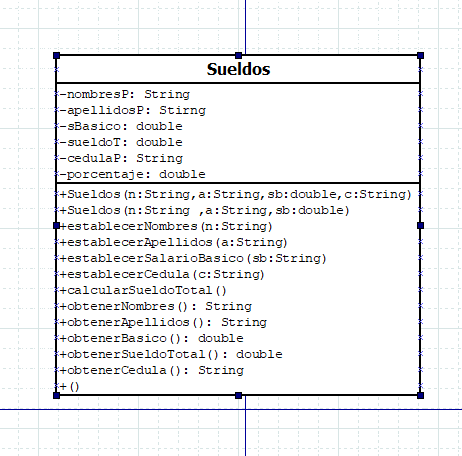 Sueldos
-nombresP: String
-apellidosP: Stirng
-sBasico: double
-sueldoT: double
-cedulaP: String
-porcentaje: double
+Sueldos(n:String,a:String,sb:double,c:String)
+Sueldos(n:String ,a:String,sb:double)
+establecerNombres(n:String)
+establecerApellidos(a:String)
+establecerSalarioBasico(sb:String)
+establecerCedula(c:String)
+calcularSueldoTotal()
+obtenerNombres(): String
+obtenerApellidos(): String
+obtenerBasico(): double
+obtenerSueldoTotal(): double
+obtenerCedula(): String
+()